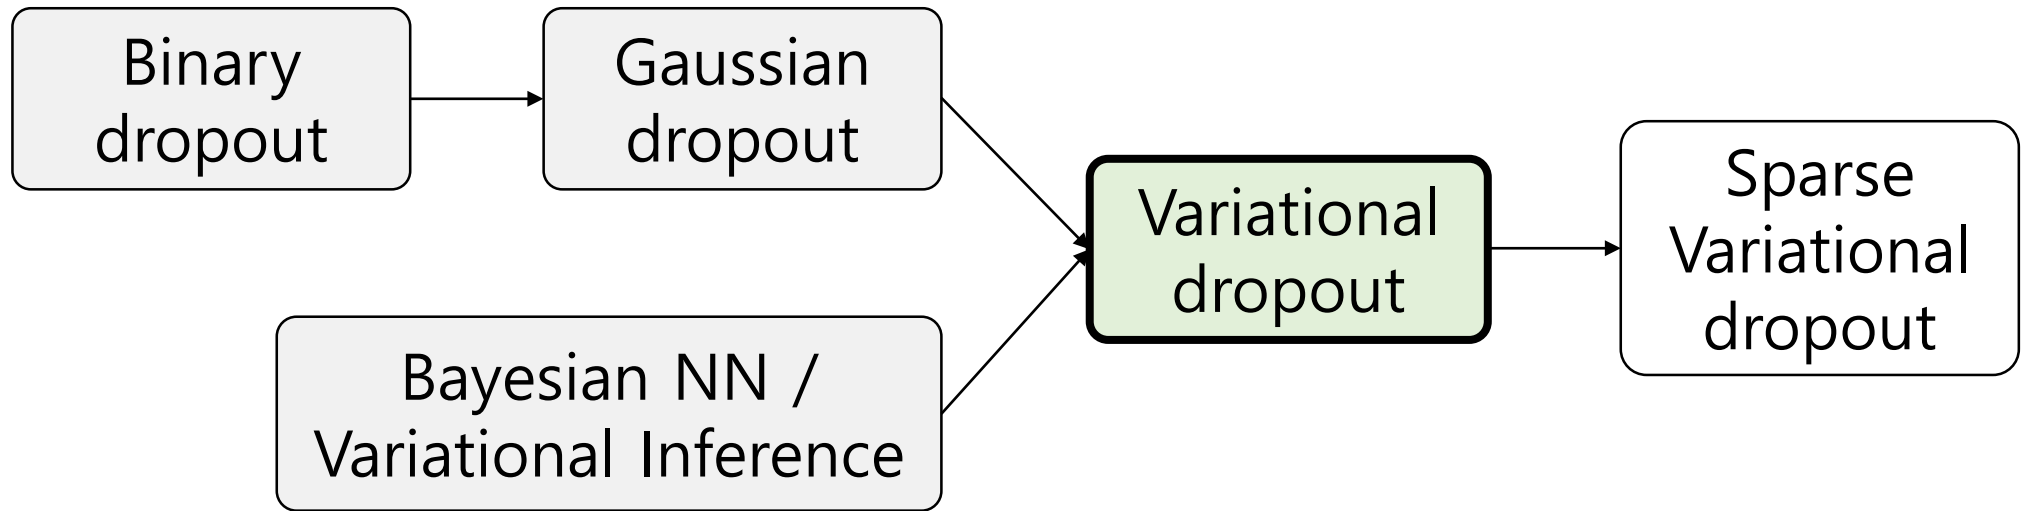 Binary
dropout
Gaussian
dropout
Bayesian NN /
Variational Inference
Variational
dropout
Sparse
Variational
dropout